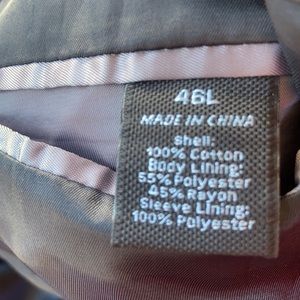 46L
MADE IN CHINA
Shell:
100% Cotton
Body Lining:
55% Polyester
45% Rayon
Sleeve Lining:
100% Polyester